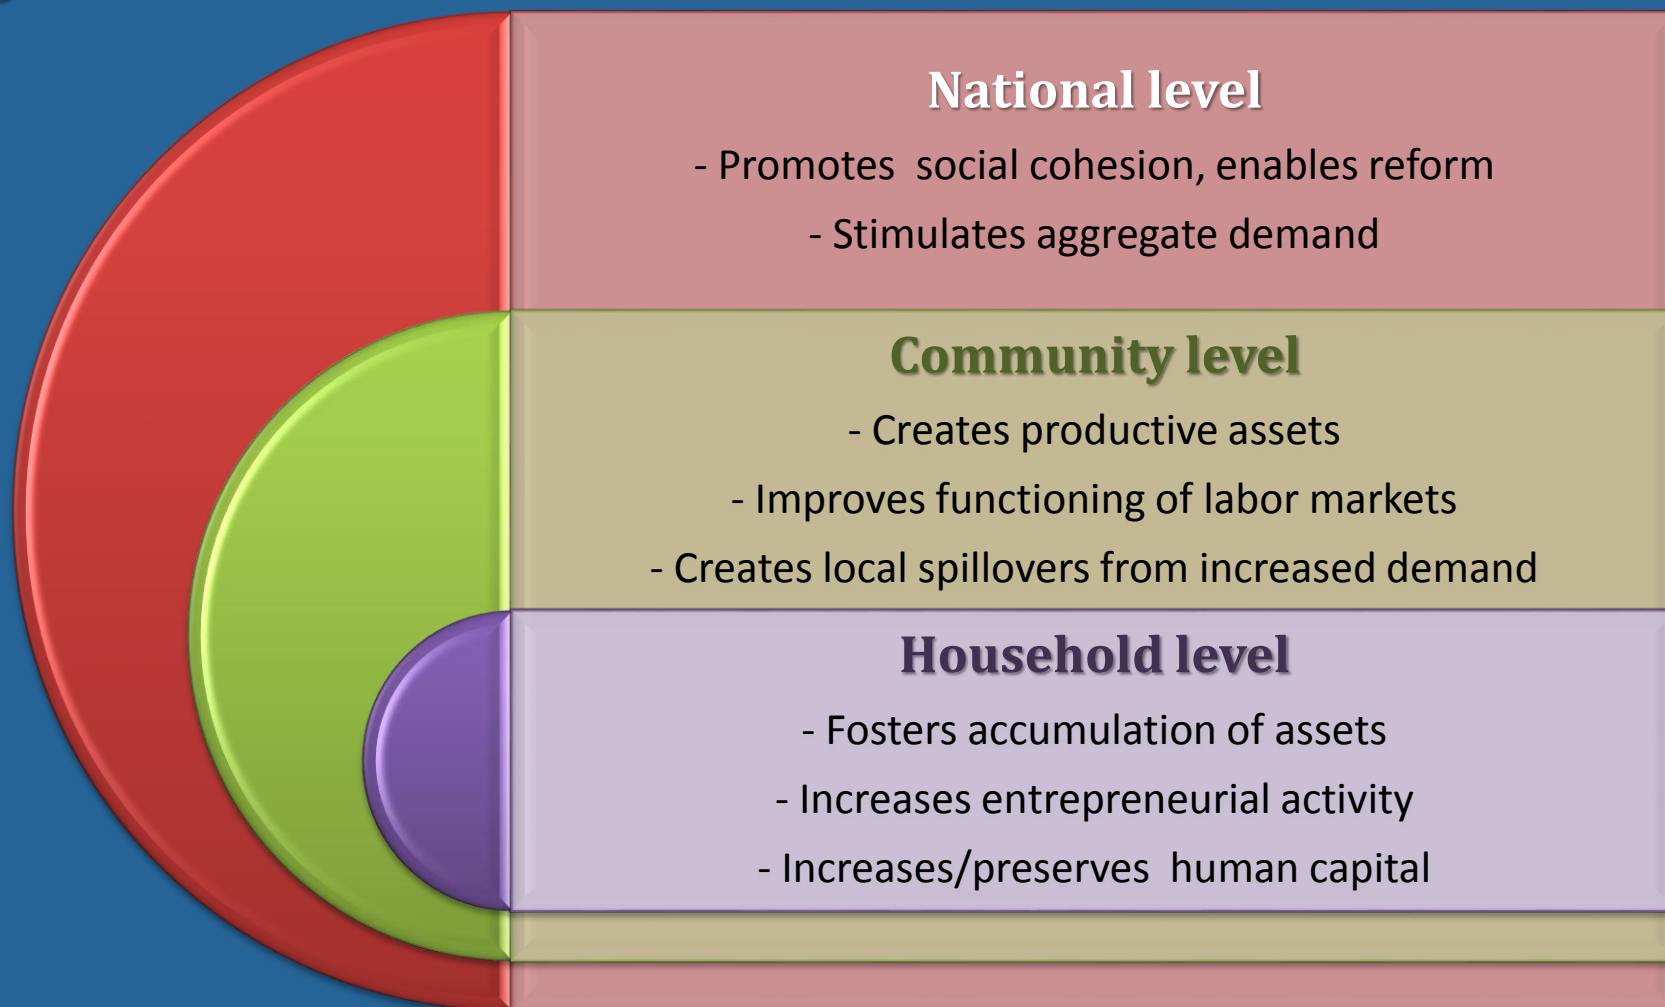 National level
- Promotes  social cohesion, enables reform
- Stimulates aggregate demand
Community level
- Creates productive assets
- Improves functioning of labor markets
- Creates local spillovers from increased demand
Household level
- Fosters accumulation of assets
- Increases entrepreneurial activity
- Increases/preserves  human capital